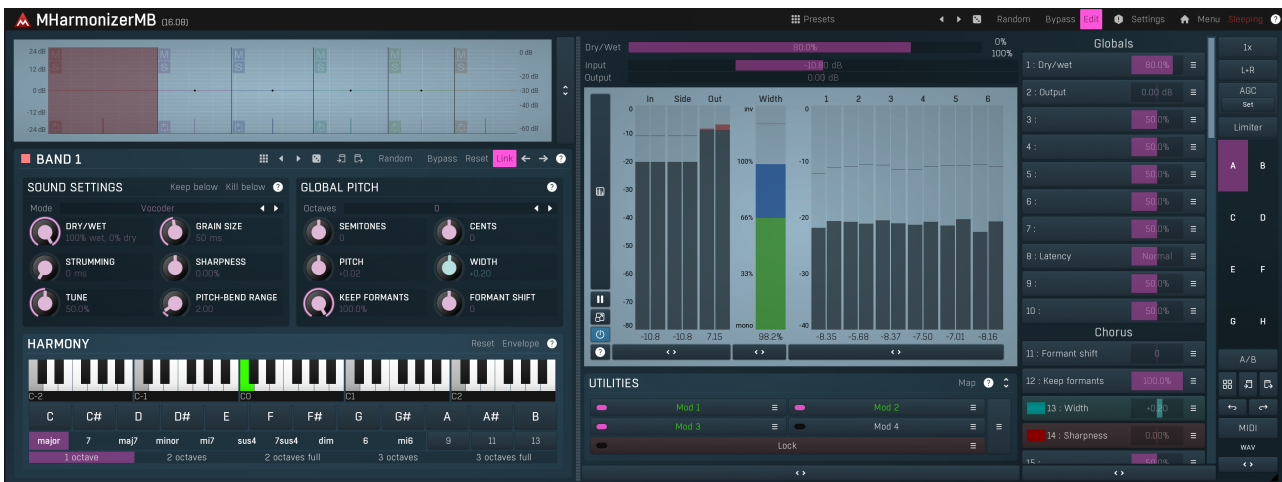 MHarmonizerMB (16.08) Presets Random Bypass Edit Settings Menu Sleeping ?
24 dB M M M M M 0 dB
12 dB S S S S S -20 dB
0 dB -30 dB
-12 dB -40 dB
-24 dB -60 dB
BAND 1 Random Bypass Reset Link ?
SOUND SETTINGS Keep below Kill below ?
Mode Vocoder
DRY/WET
100% wet, 0% dry
GRAIN SIZE
50 ms
STRUMMING
0 ms
SHARPNESS
0.00%
TUNE
50.0%
PITCH-BEND RANGE
2.00
GLOBAL PITCH ?
Octaves 0
SEMITONES
0
CENTS
0
PITCH
+0.02
WIDTH
+0.20
KEEP FORMANTS
100.0%
FORMANT SHIFT
0
HARMONY Reset Envelope ?
C-2 C-1 C0 C1 C2
C C# D D# E F F# G G# A A# B
major 7 maj7 minor mi7 sus4 7sus4 dim 6 mi6 9 11 13
1 octave 2 octaves 2 octaves full 3 octaves 3 octaves full
Dry/Wet 80.0% 0%
100%
Input -10.80 dB
Output 0.00 dB
In Side Out Width 1 2 3 4 5 6
0 inv 0
-10
-20 100% -10
-30
-40 66% -20
-50
-60 33% -30
-70
-80 mono -40
-10.8 -10.8 7.15 98.2% -8.35 -5.68 -8.37 -7.50 -7.01 -8.16
?
UTILITIES Map ?
Mod 1 Mod 2
Mod 3 Mod 4
Lock
Globals
1 : Dry/wet 80.0%
2 : Output 0.00 dB
3 : 50.0%
4 : 50.0%
5 : 50.0%
6 : 50.0%
7 : 50.0%
8 : Latency Normal
9 : 50.0%
10 : 50.0%
Chorus
11 : Formant shift 0
12 : Keep formants 100.0%
13 : Width +0.20
14 : Sharpness 0.00%
15 : 50.0%
1x
L+R
AGC
Set
Limiter
A B
C D
E F
G H
A/B
MIDI
WAV